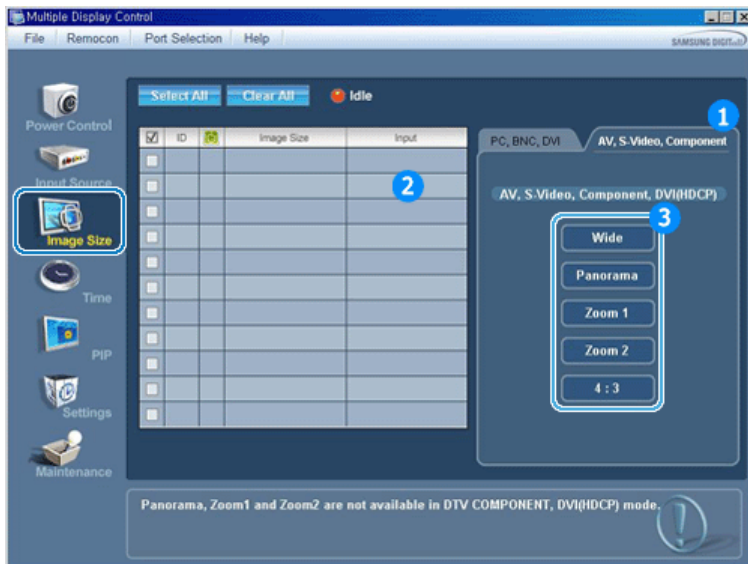 Multiple Display Control
File Remocon Port Selection Help
SAMSUNG DIGITall
Select All Clear All Idle
Power Control
Input Source
Image Size
Time
PIP
Settings
Maintenance
ID Image Size Input
PC, BNC, DVI AV, S-Video, Component
1
2
AV, S-Video, Component, DVI(HDCP)
3
Wide
Panorama
Zoom 1
Zoom 2
4 : 3
Panorama, Zoom1 and Zoom2 are not available in DTV COMPONENT, DVI(HDCP) mode.